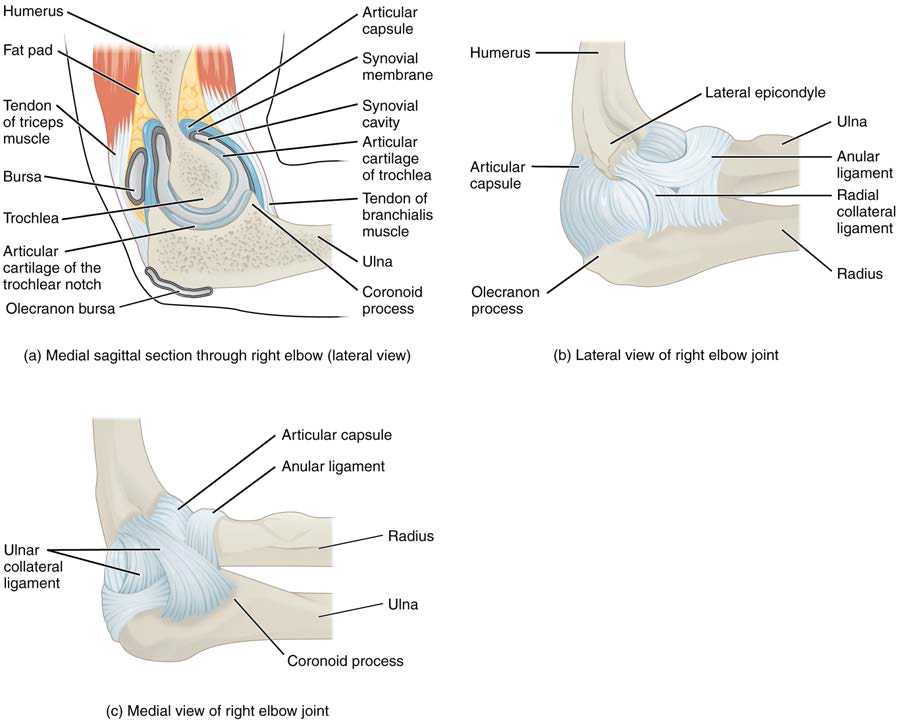 Humerus
Fat pad
Tendon
of triceps
muscle
Bursa
Trochlea
Articular
cartilage of the
trochlear notch
Olecranon bursa
Articular
capsule
Synovial
membrane
Synovial
cavity
Articular
cartilage
of trochlea
Tendon of
branchialis
muscle
Ulna
Coronoid
process
(a) Medial sagittal section through right elbow (lateral view)
Humerus
Lateral epicondyle
Articular
capsule
Olecranon
process
Ulna
Anular
ligament
Radial
collateral
ligament
Radius
(b) Lateral view of right elbow joint
Articular capsule
Anular ligament
Ulnar
collateral
ligament
Radius
Ulna
Coronoid process
(c) Medial view of right elbow joint